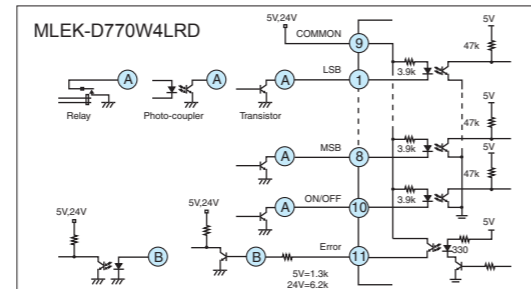 MLEK-D770W4LRD
5V,24V
COMMON
9
5V
47k
A
A
A
LSB
1
3.9k
Relay
Photo-coupler
Transistor
5V
47k
A
MSB
8
3.9k
5V
47k
A
ON/OFF
10
3.9k
5V,24V
5V,24V
5V
B
B
Error
11
330
5V=1.3k
24V=6.2k